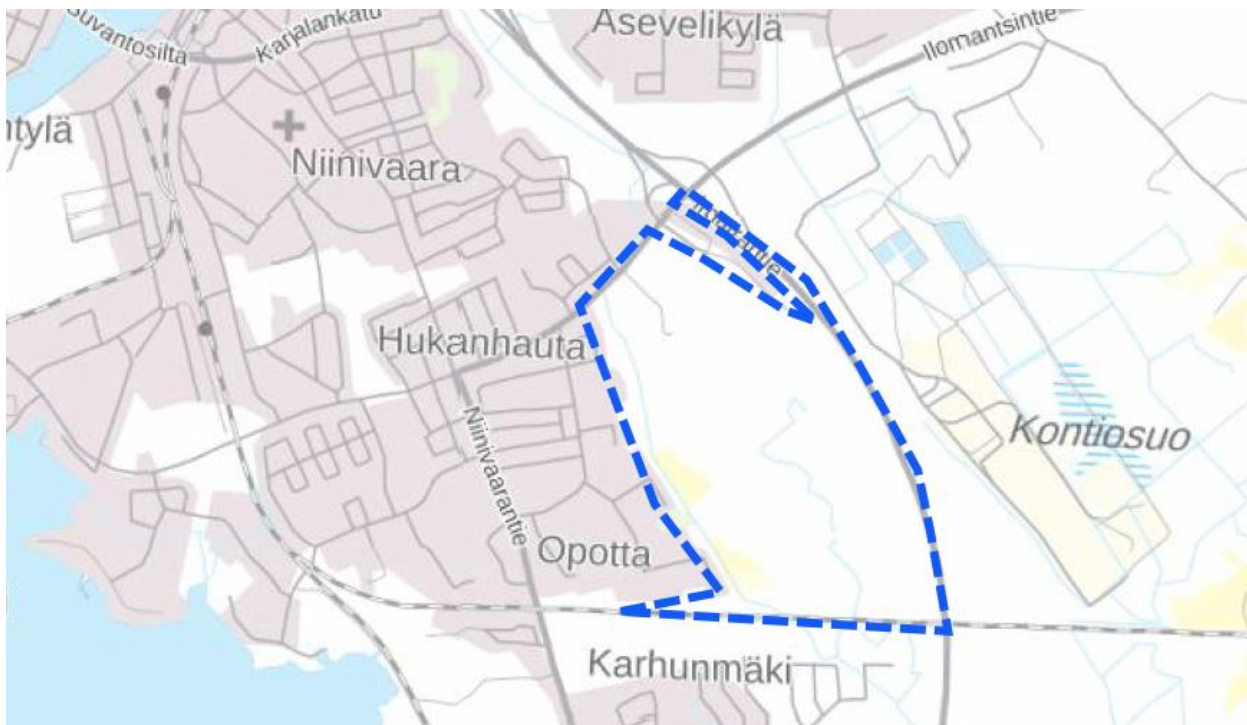 Suvantosilta
Karjalankatu
Asevelikylä
Ilomantsintie
ntylä
Niinivaara
Hukanhauta
Niinivaarantie
Kontiosuo
Opotta
Karhunmäki